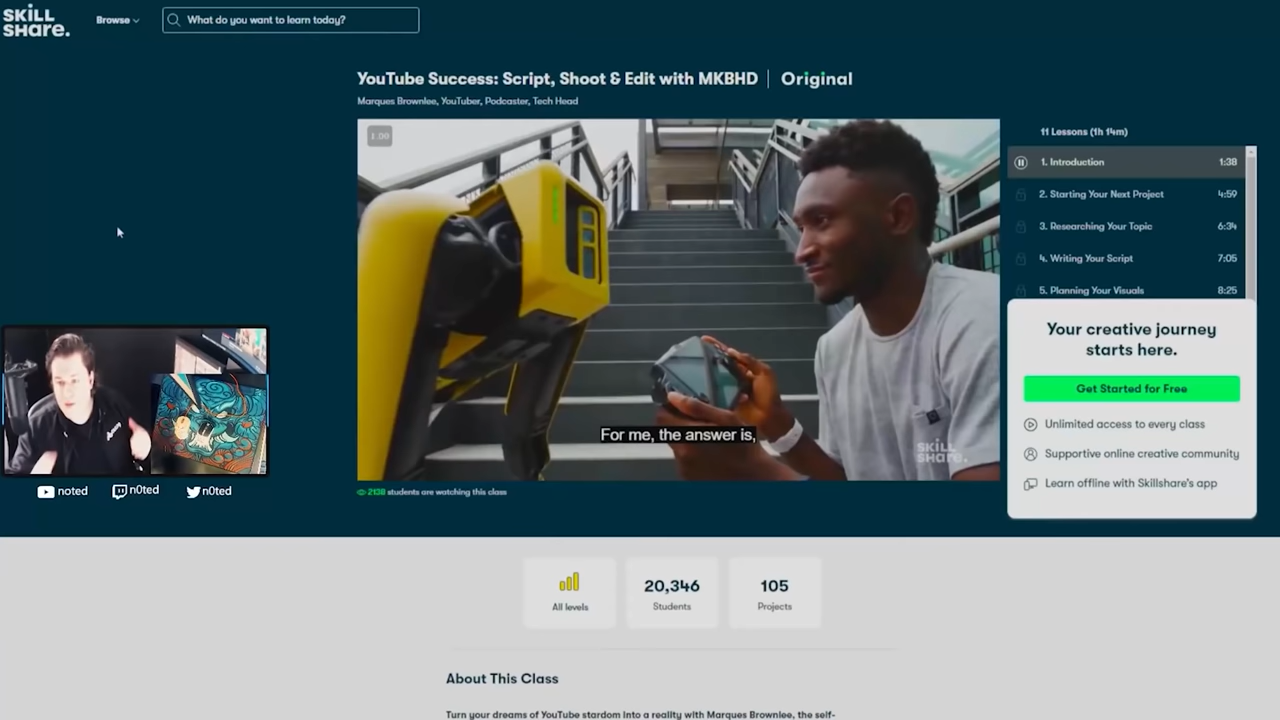 SKILL
SHare.
Browse
What do you want to learn today?
YouTube Success: Script, Shoot & Edit with MKBHD | Original
Marques Brownlee, YouTuber, Podcaster, Tech Head
1.00
For me, the answer is,
SKILL
SHare.
2138 students are watching this class
11 Lessons (1h 14m)
1. Introduction 1:38
2. Starting Your Next Project 4:59
3. Researching Your Topic 6:34
4. Writing Your Script 7:05
5. Planning Your Visuals 8:25
Your creative journey
starts here.
Get Started for Free
Unlimited access to every class
Supportive online creative community
Learn offline with Skillshare's app
noted
n0ted
n0ted
All levels
20,346
Students
105
Projects
About This Class
Turn your dreams of YouTube stardom into a reality with Marques Brownlee, the self-